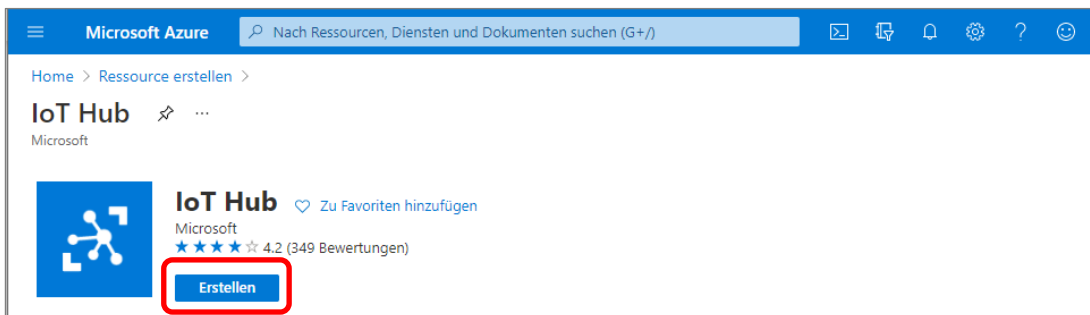 Microsoft Azure
Nach Ressourcen, Diensten und Dokumenten suchen (G+/)
Home > Ressource erstellen >
IoT Hub ...
Microsoft
IoT Hub Zu Favoriten hinzufügen
Microsoft
4.2 (349 Bewertungen)
Erstellen